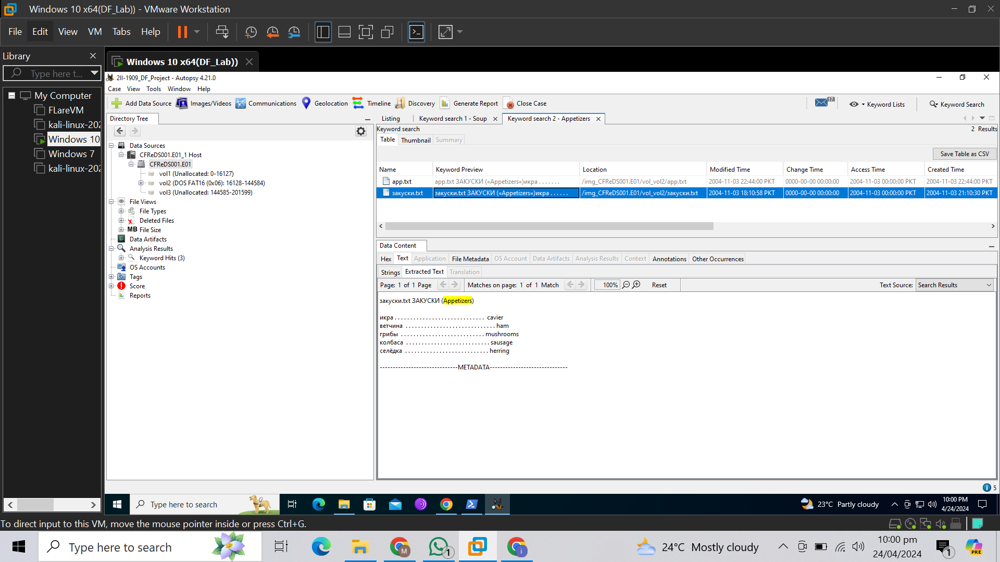 Windows 10 x64(DF_Lab)) - VMware Workstation
File Edit View VM Tabs Help
Library
Type here t...
My Computer
FLareVM
kali-linux-202
Windows 10
Windows 7
kali-linux-202
Windows 10 x64(DF_Lab))
2II-1909_DF_Project - Autopsy 4.21.0
Case View Tools Window Help
Add Data Source Images/Videos Communications Geolocation Timeline Discovery Generate Report Close Case 17 Keyword Lists Keyword Search
Directory Tree
Data Sources
CFReDS001.E01_1 Host
CFReDS001.E01
vol1 (Unallocated: 0-16127)
vol2 (DOS FAT16 (0x06): 16128-144584)
vol3 (Unallocated: 144585-201599)
File Views
File Types
Deleted Files
MB File Size
Data Artifacts
Analysis Results
Keyword Hits (3)
OS Accounts
Tags
Score
Reports
Listing Keyword search 1 - Soup Keyword search 2 - Appetizers
Keyword search 2 Results
Table Thumbnail Summary
Save Table as CSV
Name Keyword Preview Location Modified Time Change Time Access Time Created Time
app.txt app.txt ЗАКУСКИ («Appetizers«)икра . . . . . . . /img_CFReDS001.E01/vol_vol2/app.txt 2004-11-03 22:44:00 PKT 0000-00-00 00:00:00 2004-11-03 00:00:00 PKT 2004-11-03 22:44:00 PKT
закуски.txt закуски.txt ЗАКУСКИ («Appetizers«)икра . . . . . . /img_CFReDS001.E01/vol_vol2/закуски.txt 2004-11-03 18:10:58 PKT 0000-00-00 00:00:00 2004-11-03 00:00:00 PKT 2004-11-03 21:10:30 PKT
Data Content
Hex Text Application File Metadata OS Account Data Artifacts Analysis Results Context Annotations Other Occurrences
Strings Extracted Text Translation
Page: 1 of 1 Page Matches on page: 1 of 1 Match 100% Reset Text Source: Search Results
закуски.txt ЗАКУСКИ (Appetizers)
икра . . . . . . . . . . . . . . . . . . . . . . . . . . . . . cavier
ветчина . . . . . . . . . . . . . . . . . . . . . . . . . . . . . ham
грибы . . . . . . . . . . . . . . . . . . . . . . . . . . . mushrooms
колбаса . . . . . . . . . . . . . . . . . . . . . . . . . . . sausage
селёдка . . . . . . . . . . . . . . . . . . . . . . . . . . . herring
------------------------------METADATA------------------------------
5
Type here to search
23°C Partly cloudy
10:00 PM
4/24/2024
To direct input to this VM, move the mouse pointer inside or press Ctrl+G.
Type here to search
M
1
i
24°C Mostly cloudy
10:00 pm
24/04/2024
1
PRE